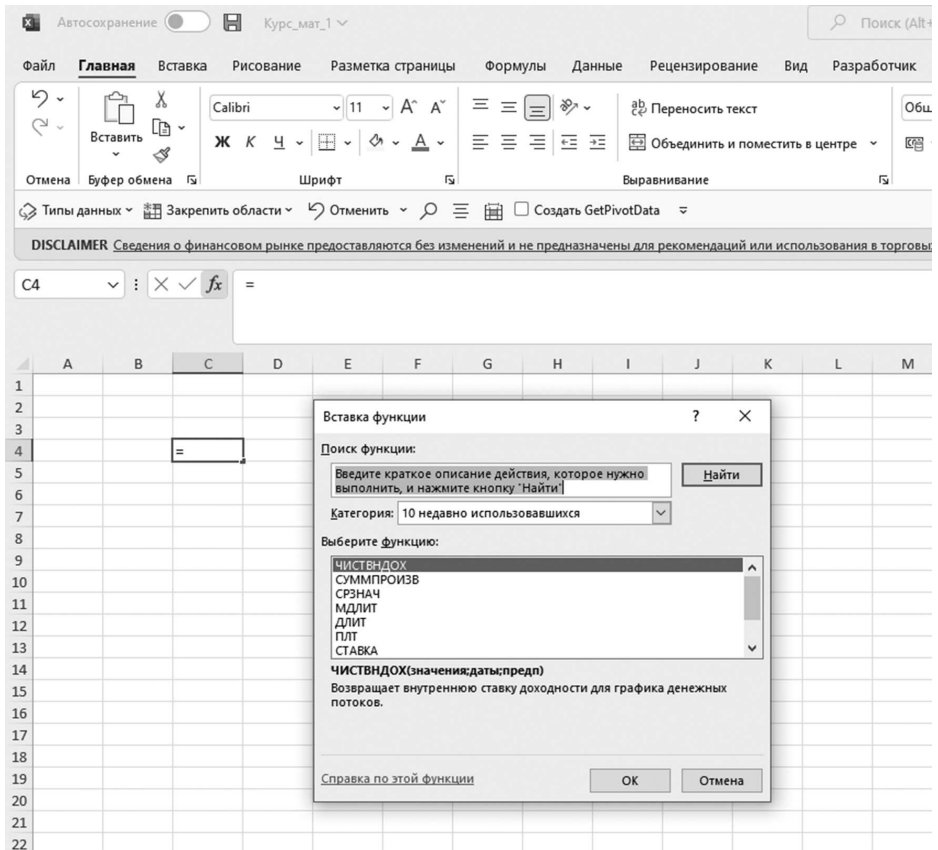 Автосохранение Курс_мат_1 Поиск (Alt+
Файл Главная Вставка Рисование Разметка страницы Формулы Данные Рецензирование Вид Разработчик
Calibri 11 Переносить текст Общ
Вставить
Ж К Ч А Объединить и поместить в центре
Отмена Буфер обмена Шрифт Выравнивание
Типы данных Закрепить области Отменить Создать GetPivotData
DISCLAIMER Сведения о финансовом рынке предоставляются без изменений и не предназначены для рекомендаций или использования в торговы
C4 fx =
A B C D E F G H I J K L M
1
2
3
4 =
5
6
7
8
9
10
11
12
13
14
15
16
17
18
19
20
21
22
Вставка функции ? ×
Поиск функции:
Введите краткое описание действия, которое нужно
выполнить, и нажмите кнопку "Найти"
Найти
Категория: 10 недавно использовавшихся
Выберите функцию:
ЧИСТВНДОХ
СУММПРОИЗВ
СРЗНАЧ
МДЛИТ
ДЛИТ
ПЛТ
СТАВКА
ЧИСТВНДОХ(значения;даты;предп)
Возвращает внутреннюю ставку доходности для графика денежных
потоков.
Справка по этой функции ОК Отмена